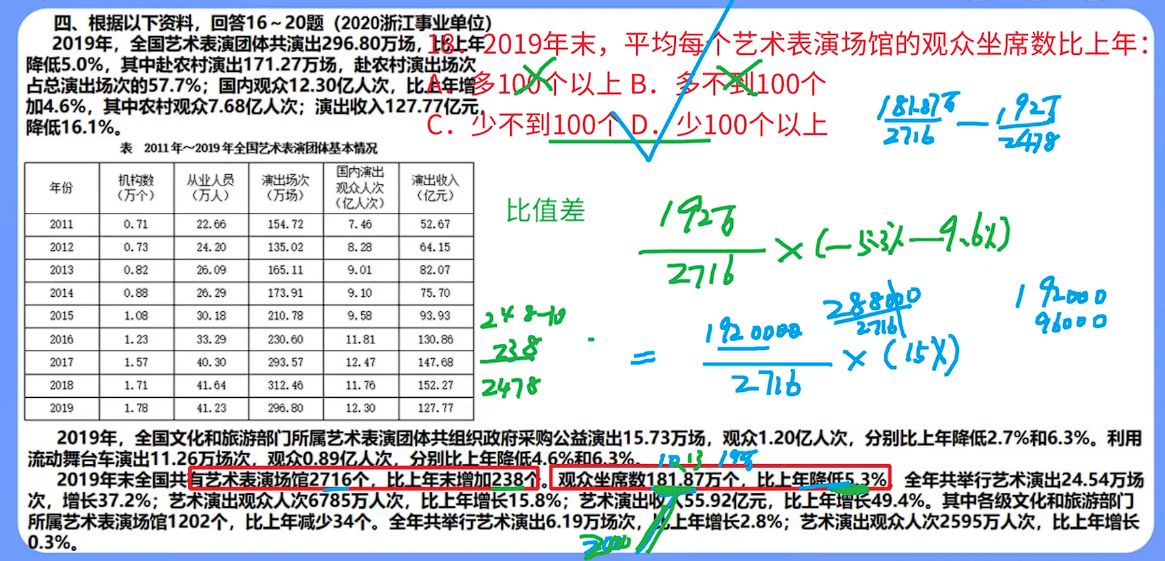 四、根据以下资料，回答16～20题（2020浙江事业单位）
2019年，全国艺术表演团体共演出296.80万场，比上年
降低5.0%，其中赴农村演出171.27万场，赴农村演出场次
占总演出场次的57.7%；国内观众12.30亿人次，比上年增
加4.6%，其中农村观众7.68亿人次；演出收入127.77亿元，
降低16.1%。
18. 2019年末，平均每个艺术表演场馆的观众坐席数比上年：
A. 多100个以上 B. 多不到100个
C. 少不到100个 D. 少100个以上
181.87万/2716 — 192万/2478
表 2011年～2019年全国艺术表演团体基本情况
年份 机构数（万个） 从业人员（万人） 演出场次（万场） 国内演出观众人次（亿人次） 演出收入（亿元）
2011 0.71 22.66 154.72 7.46 52.67
2012 0.73 24.20 135.02 8.28 64.15
2013 0.82 26.09 165.11 9.01 82.07
2014 0.88 26.29 173.91 9.10 75.70
2015 1.08 30.18 210.78 9.58 93.93
2016 1.23 33.29 230.60 11.81 130.86
2017 1.57 40.30 293.57 12.47 147.68
2018 1.71 41.64 312.46 11.76 152.27
2019 1.78 41.23 296.80 12.30 127.77
比值差
192万/2716 ×(-5.3%-9.6%)
238
2478
= 1920000/2716 ×(15%)
288000/2716
192000
96000
2019年，全国文化和旅游部门所属艺术表演团体共组织政府采购公益演出15.73万场，观众1.20亿人次，分别比上年降低2.7%和6.3%。利用
流动舞台车演出11.26万场次，观众0.89亿人次，分别比上年降低4.6%和6.3%。
2019年末全国共有艺术表演场馆2716个，比上年末增加238个。观众坐席数181.87万个，比上年降低5.3%。全年共举行艺术演出24.54万场
次，增长37.2%；艺术演出观众人次6785万人次，比上年增长15.8%；艺术演出收入55.92亿元，比上年增长49.4%。其中各级文化和旅游部门
所属艺术表演场馆1202个，比上年减少34个。全年共举行艺术演出6.19万场次，比上年增长2.8%；艺术演出观众人次2595万人次，比上年增长
0.3%。